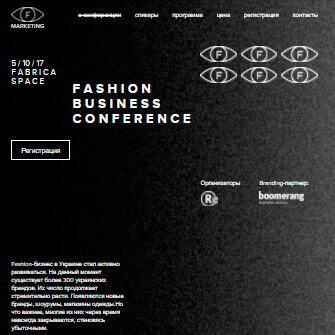 F
MARKETING
о конференции спикеры программа цена регистрация контакты
F F F
F F F
5/10/17
FABRICA
SPACE
FASHION
BUSINESS
CONFERENCE
Регистрация
Организаторы Branding-партнер:
R boomerang
Fashion-бизнес в Украине стал активно
развиваться. На данный момент
существует более 300 украинских
брендов. Их число продолжает
стремительно расти. Появляются новые
бренды, шоурумы, магазины одежды.Но
что важнее, многие из них через время
навсегда закрываются, становясь
убыточными.